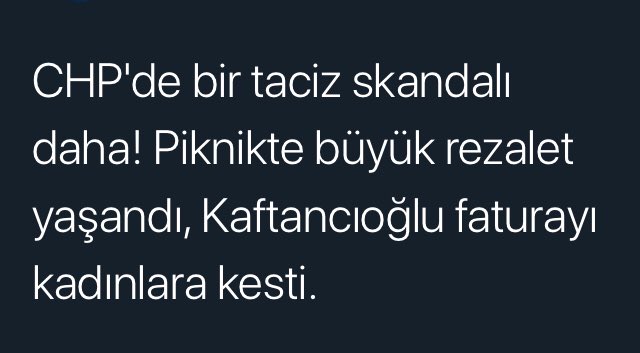 CHP'de bir taciz skandalı
daha! Piknikte büyük rezalet
yaşandı, Kaftancıoğlu faturayı
kadınlara kesti.